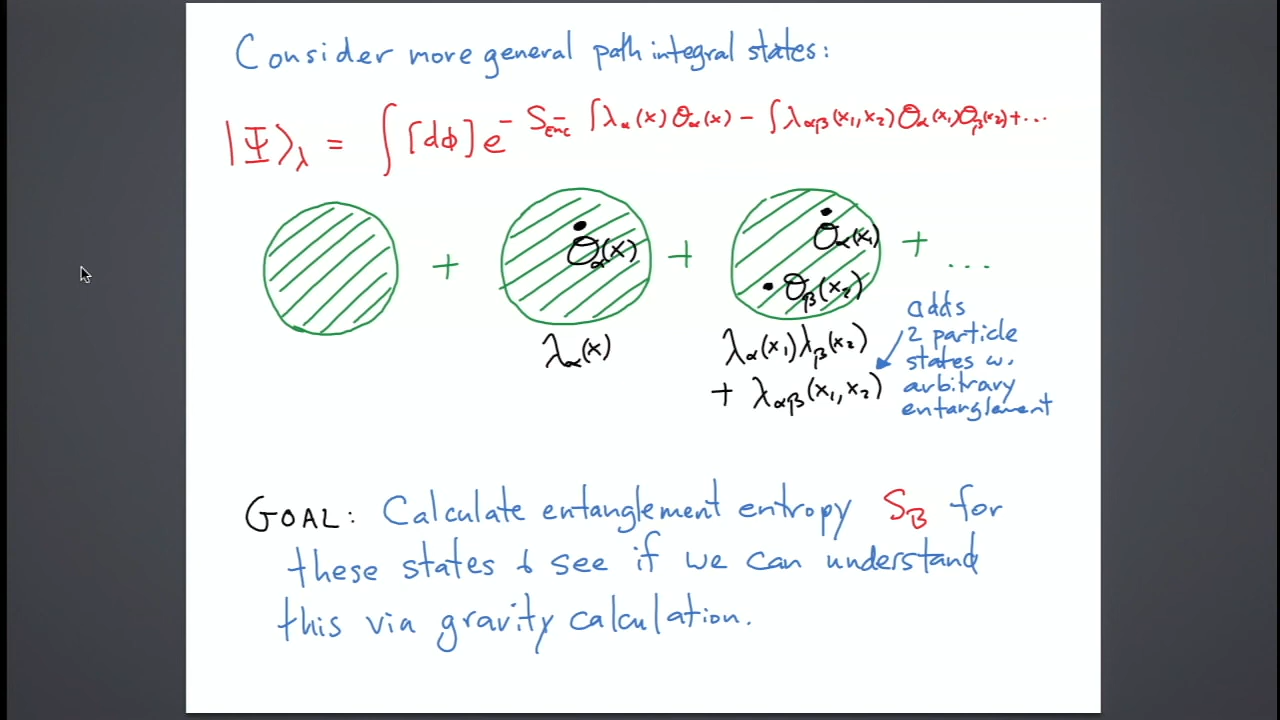 Consider more general path integral states:
|Ψ⟩λ = ∫[dφ] e^{- S_Euc - ∫λα(x) 𝒪α(x) - ∫λαβ(x₁,x₂) 𝒪α(x₁)𝒪β(x₂)+...}
+ 𝒪α(x) + 𝒪α(x₁) 𝒪β(x₂) + ...
λα(x)
λα(x₁)λβ(x₂)
+ λαβ(x₁,x₂)
adds
2 particle
states w.
arbitrary
entanglement
GOAL: Calculate entanglement entropy S_B for
these states & see if we can understand
this via gravity calculation.